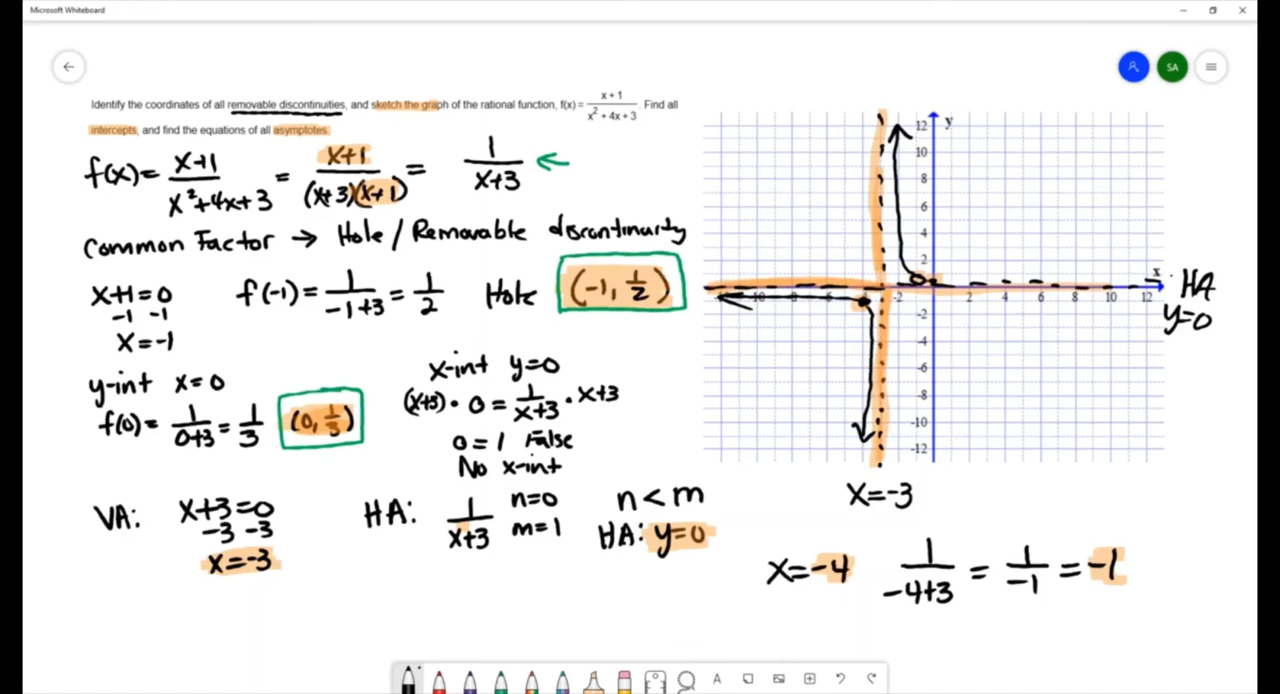 Microsoft Whiteboard
SA
Identify the coordinates of all removable discontinuities, and sketch the graph of the rational function, f(x) = x + 1 / x² + 4x + 3 . Find all
intercepts, and find the equations of all asymptotes.
f(x) = x+1 / x²+4x+3 = x+1 / (x+3)(x+1) = 1 / x+3 ←
Common Factor → Hole / Removable discontinuity
x+1=0
-1 -1
x=-1
f(-1) = 1 / -1+3 = 1/2
Hole (-1, 1/2)
y-int x=0
f(0) = 1 / 0+3 = 1/3 (0, 1/3)
x-int y=0
(x+3) • 0 = 1 / x+3 • x+3
0=1 False
No x-int
VA: x+3=0
-3 -3
x=-3
HA: 1 / x+3 n=0
m=1
n<m
HA: y=0
y
12
10
8
6
4
2
x
-10 -8 -6 -2 2 4 6 8 10 12
-2
-4
-6
-8
-10
-12
HA
y=0
x=-3
x=-4 1 / -4+3 = 1 / -1 = -1
A